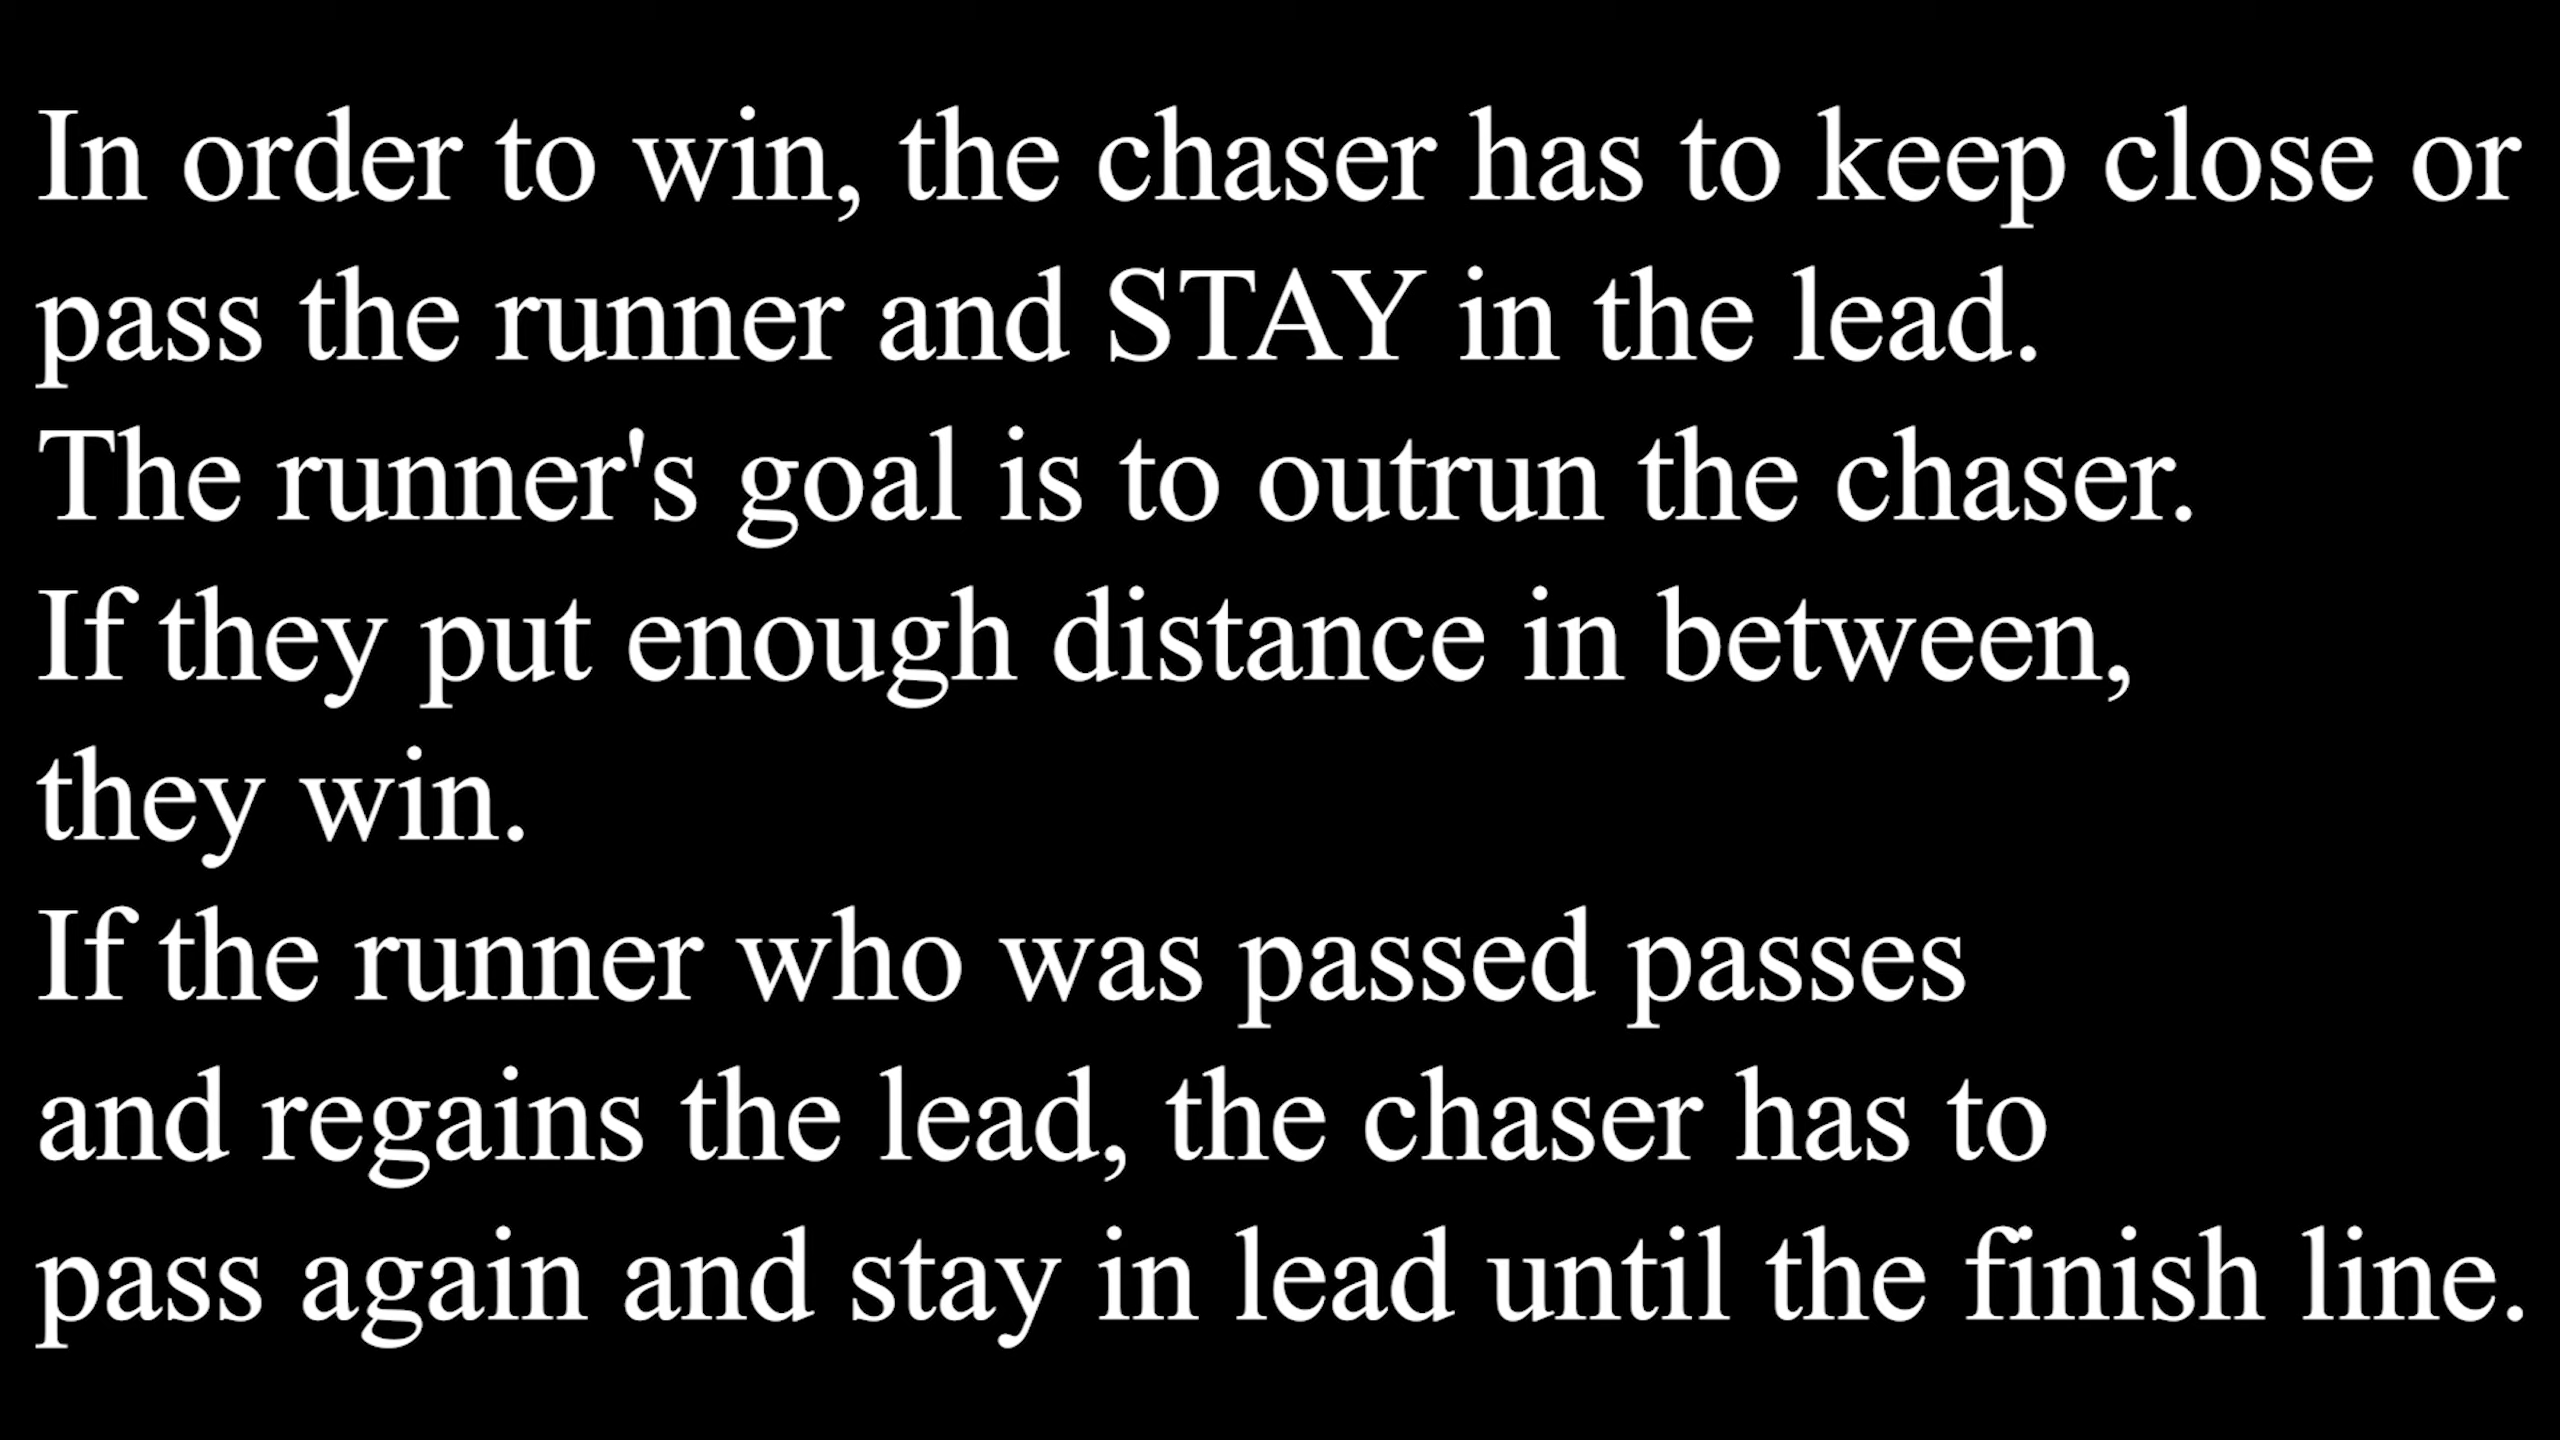 In order to win, the chaser has to keep close or
pass the runner and STAY in the lead.
The runner's goal is to outrun the chaser.
If they put enough distance in between,
they win.
If the runner who was passed passes
and regains the lead, the chaser has to
pass again and stay in lead until the finish line.